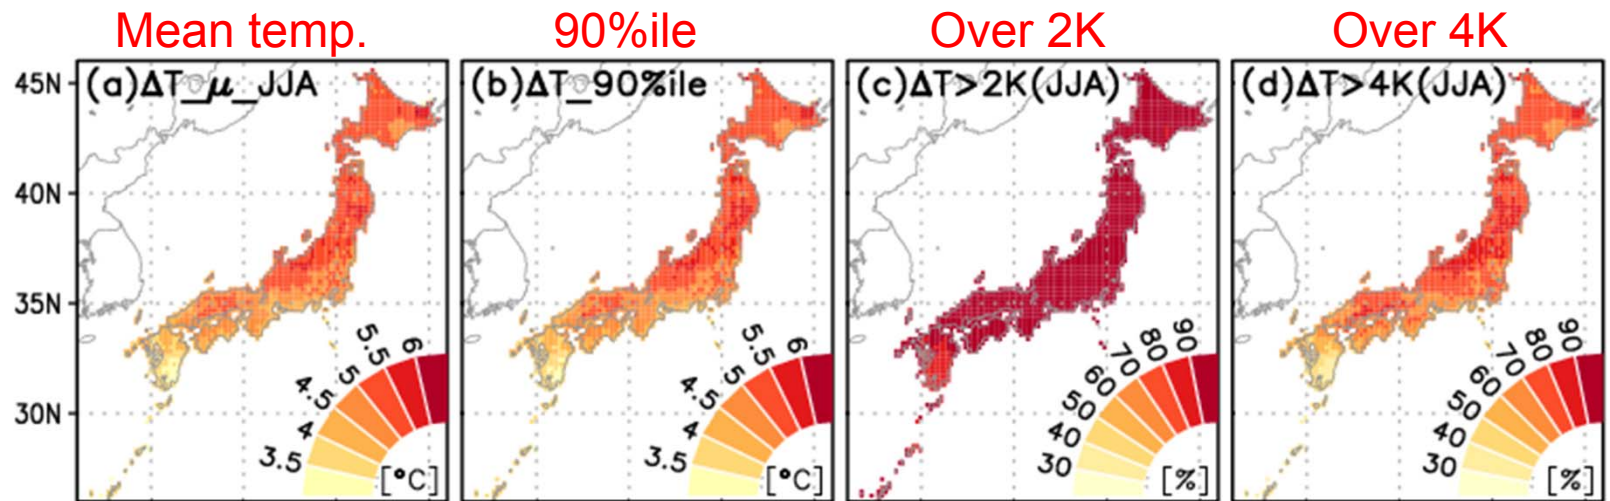 Mean temp.
90%ile
Over 2K
Over 4K
(a)ΔT_μ_JJA
(b)ΔT_90%ile
(c)ΔT>2K(JJA)
(d)ΔT>4K(JJA)
45N
40N
35N
30N
3.5 4 4.5 5 5.5 6
[°C]
3.5 4 4.5 5 5.5 6
[°C]
30 40 50 60 70 80 90
[%]
30 40 50 60 70 80 90
[%]